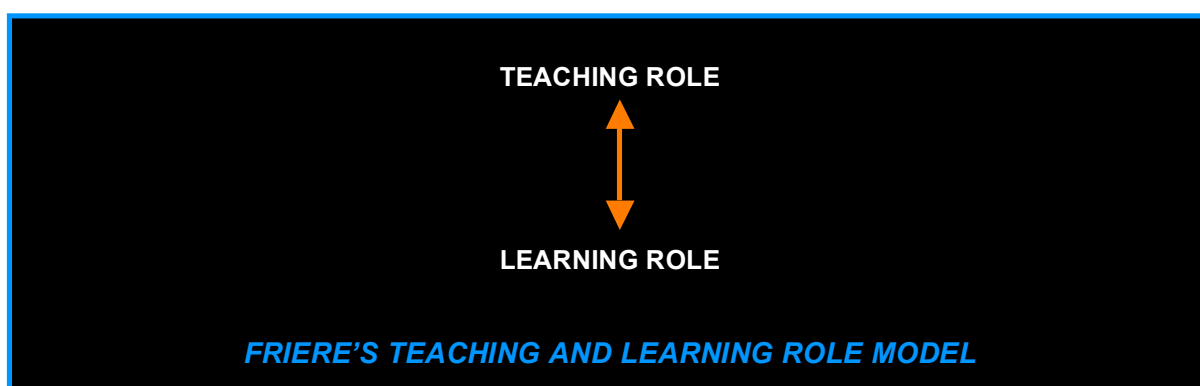 TEACHING ROLE
LEARNING ROLE
FRIERE’S TEACHING AND LEARNING ROLE MODEL